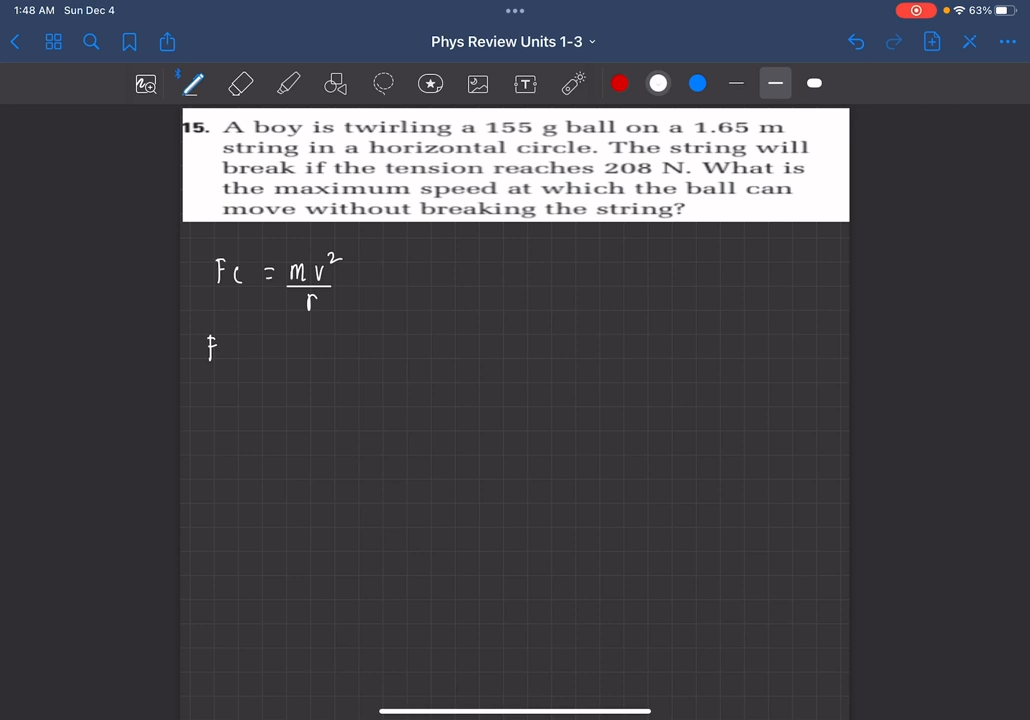 1:48 AM Sun Dec 4
63%
Phys Review Units 1-3
T
15. A boy is twirling a 155 g ball on a 1.65 m
string in a horizontal circle. The string will
break if the tension reaches 208 N. What is
the maximum speed at which the ball can
move without breaking the string?
Fc = mv²
r
F